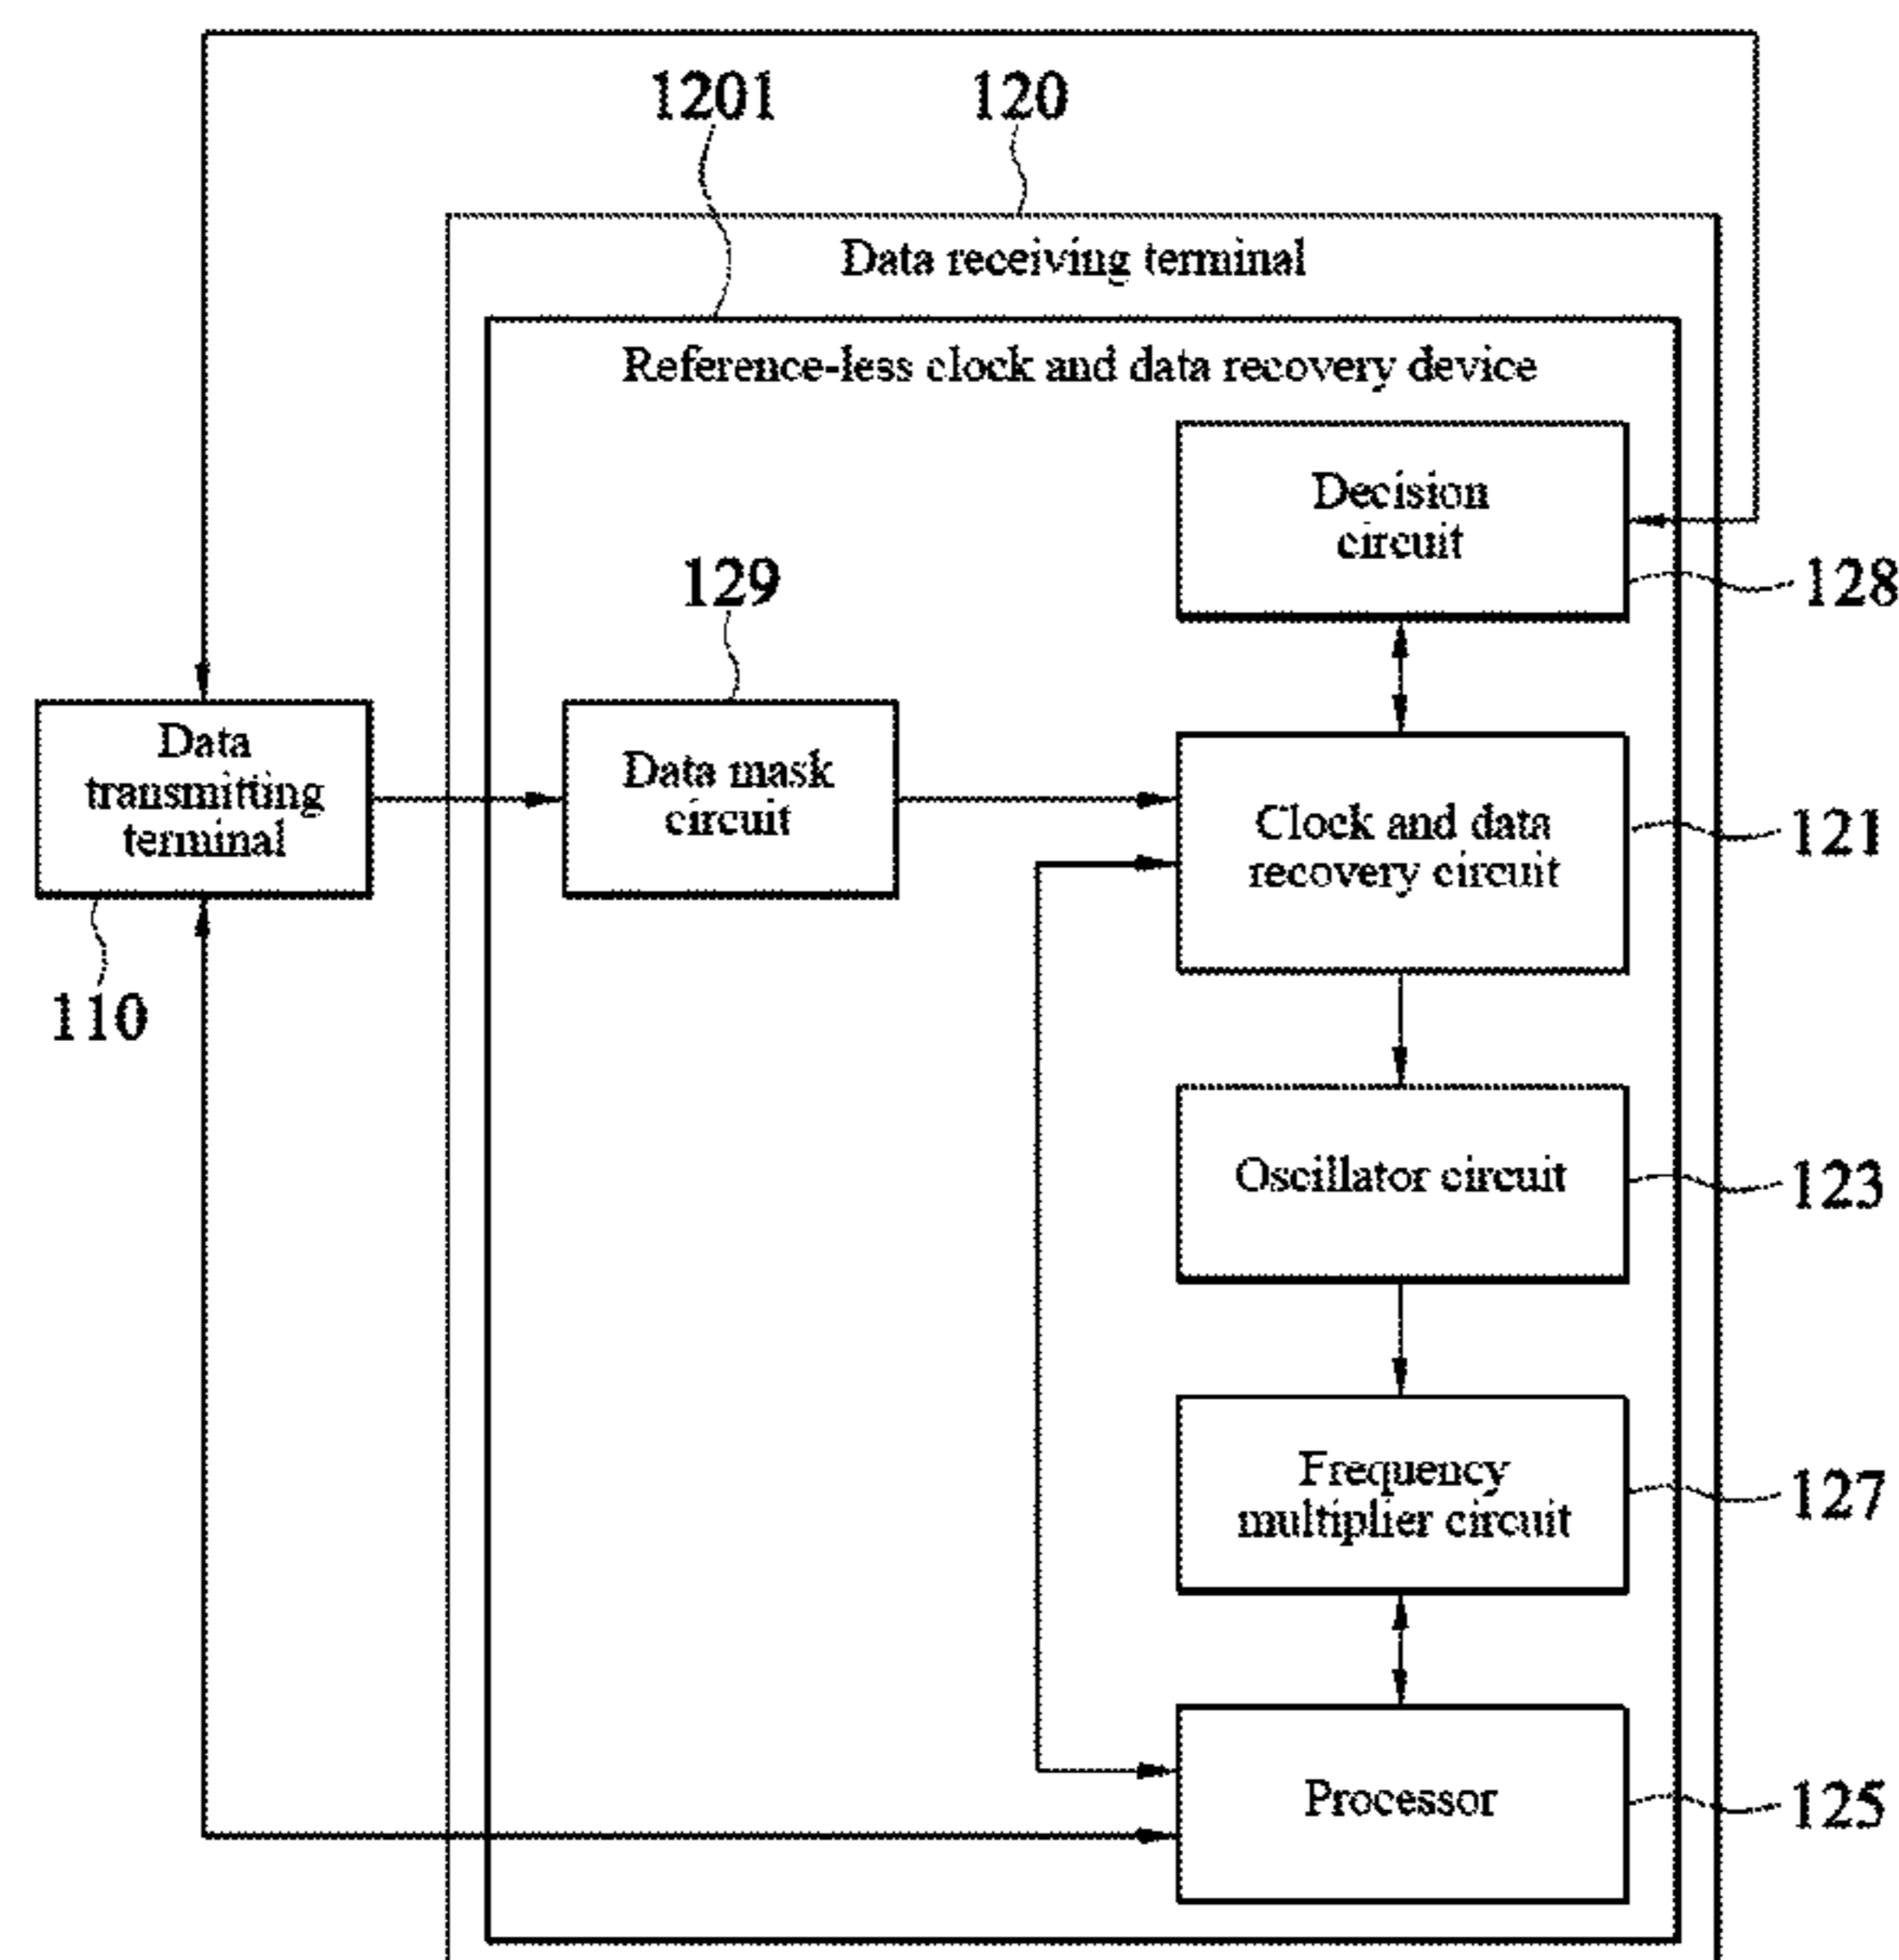 1201
120
Data receiving terminal
Reference-less clock and data recovery device
Decision
circuit
128
129
Data
transmitting
terminal
Data mask
circuit
Clock and data
recovery circuit
121
110
Oscillator circuit
123
Frequency
multiplier circuit
127
Processor
125